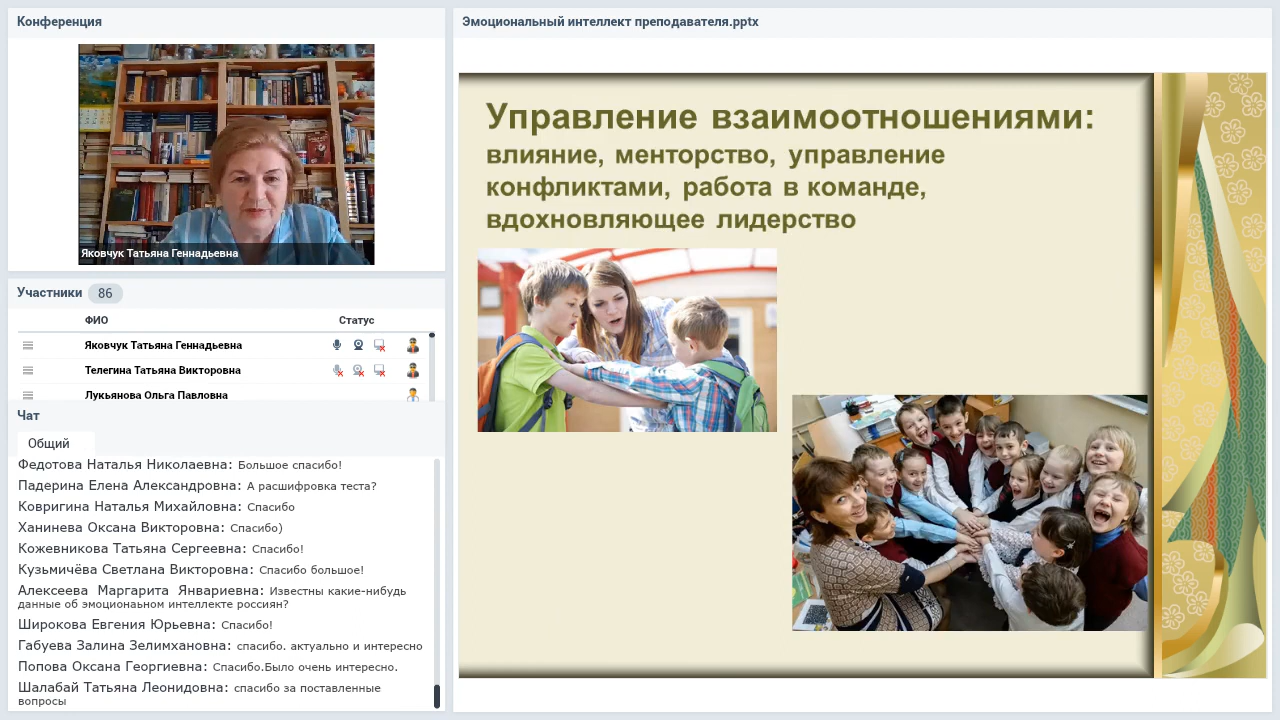 Конференция
Яковчук Татьяна Геннадьевна
Участники 86
ФИО Статус
Яковчук Татьяна Геннадьевна
Телегина Татьяна Викторовна
Лукьянова Ольга Павловна
Чат
Общий
Федотова Наталья Николаевна: Большое спасибо!
Падерина Елена Александровна: А расшифровка теста?
Ковригина Наталья Михайловна: Спасибо
Ханинева Оксана Викторовна: Спасибо)
Кожевникова Татьяна Сергеевна: Спасибо!
Кузьмичёва Светлана Викторовна: Спасибо большое!
Алексеева Маргарита Январиевна: Известны какие-нибудь
данные об эмоциональном интеллекте россиян?
Широкова Евгения Юрьевна: Спасибо!
Габуева Залина Зелимхановна: спасибо. актуально и интересно
Попова Оксана Георгиевна: Спасибо.Было очень интересно.
Шалабай Татьяна Леонидовна: спасибо за поставленные
вопросы
Эмоциональный интеллект преподавателя.pptx
Управление взаимоотношениями:
влияние, менторство, управление
конфликтами, работа в команде,
вдохновляющее лидерство